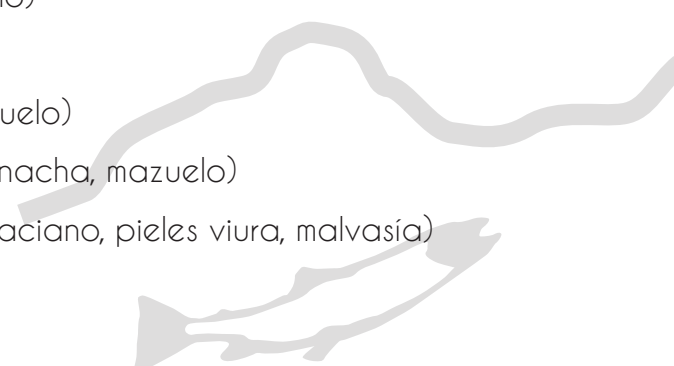 uelo)
nacha, mazuelo)
aciano, pieles viura, malvasía)